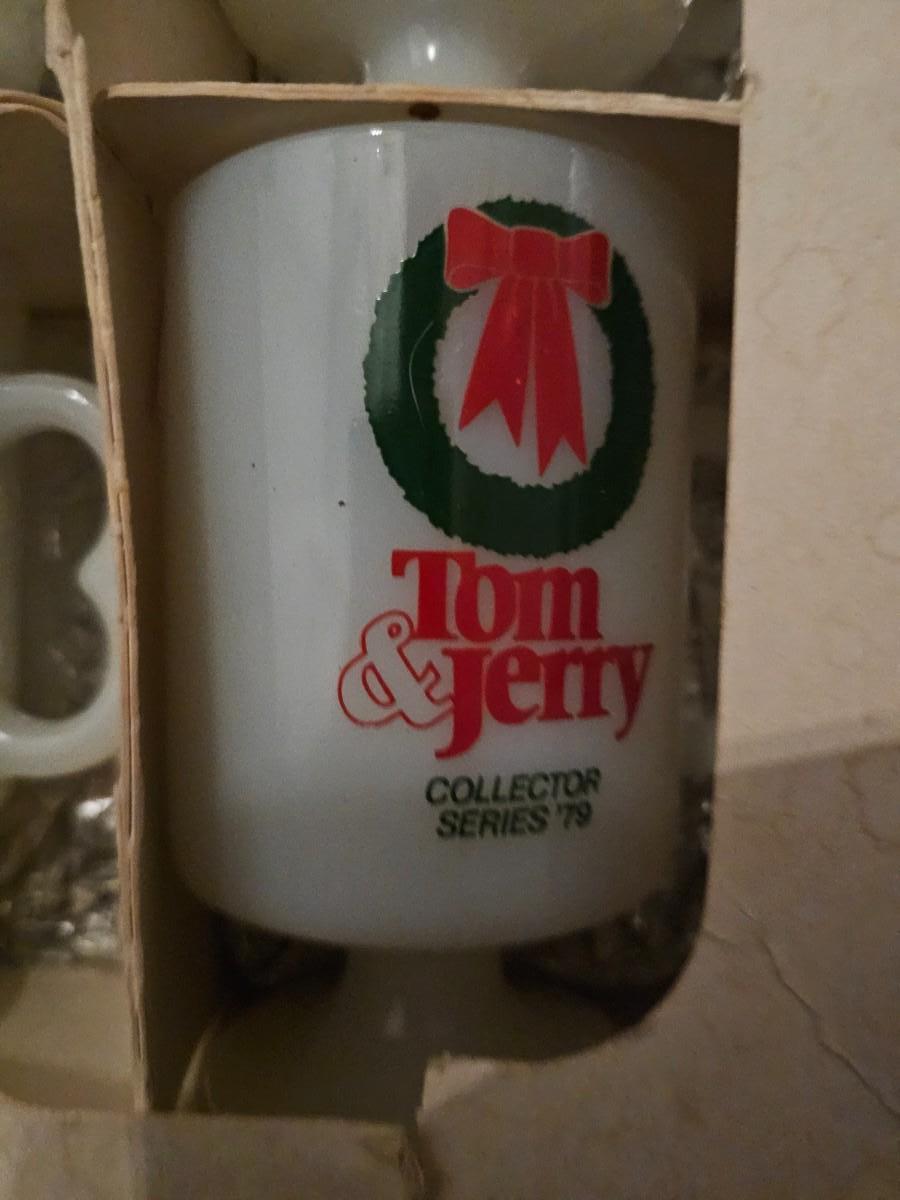 Tom
& Jerry
COLLECTOR
SERIES '79